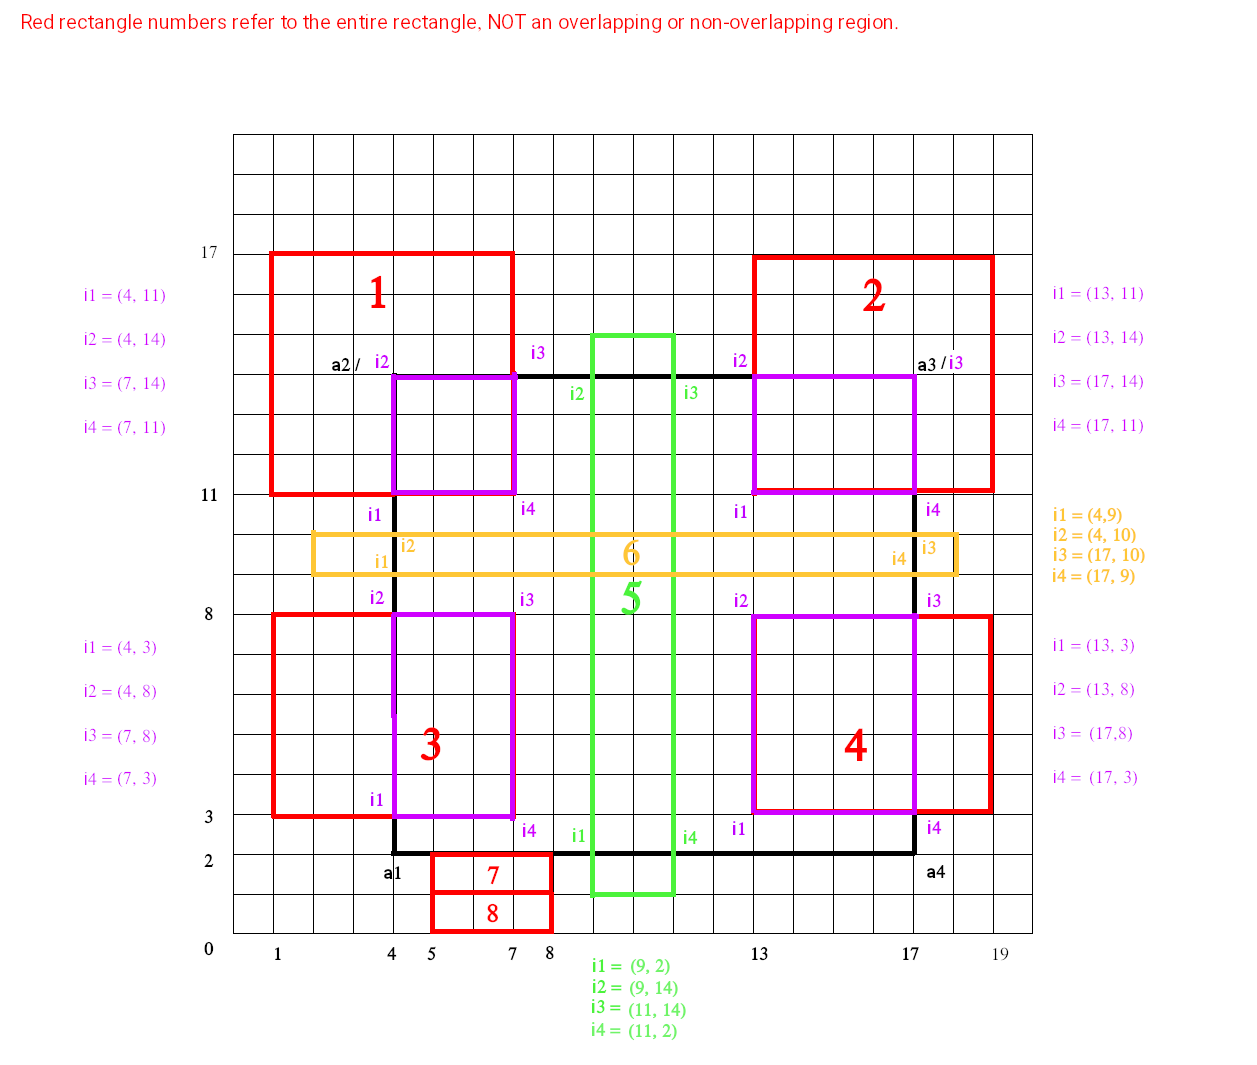 Red rectangle numbers refer to the entire rectangle, NOT an overlapping or non-overlapping region.
17
1
2
i1 = (4, 11)
i2 = (4, 14)
i3 = (7, 14)
i4 = (7, 11)
i1 = (13, 11)
i2 = (13, 14)
i3 = (17, 14)
i4 = (17, 11)
a2 / i2
i3
i2
a3 / i3
i2
i3
11
i1
i4
i1
i4
i1 = (4,9)
i2 = (4, 10)
i3 = (17, 10)
i4 = (17, 9)
i2
i1
6
i3
i4
5
8
i2
i3
i2
i3
i1 = (4, 3)
i2 = (4, 8)
i3 = (7, 8)
i4 = (7, 3)
i1 = (13, 3)
i2 = (13, 8)
i3 = (17,8)
i4 = (17, 3)
3
4
3
i1
i4
i1
i4
i1
i4
2
a1
a4
7
8
0
1
4
5
7
8
13
17
19
i1 = (9, 2)
i2 = (9, 14)
i3 = (11, 14)
i4 = (11, 2)